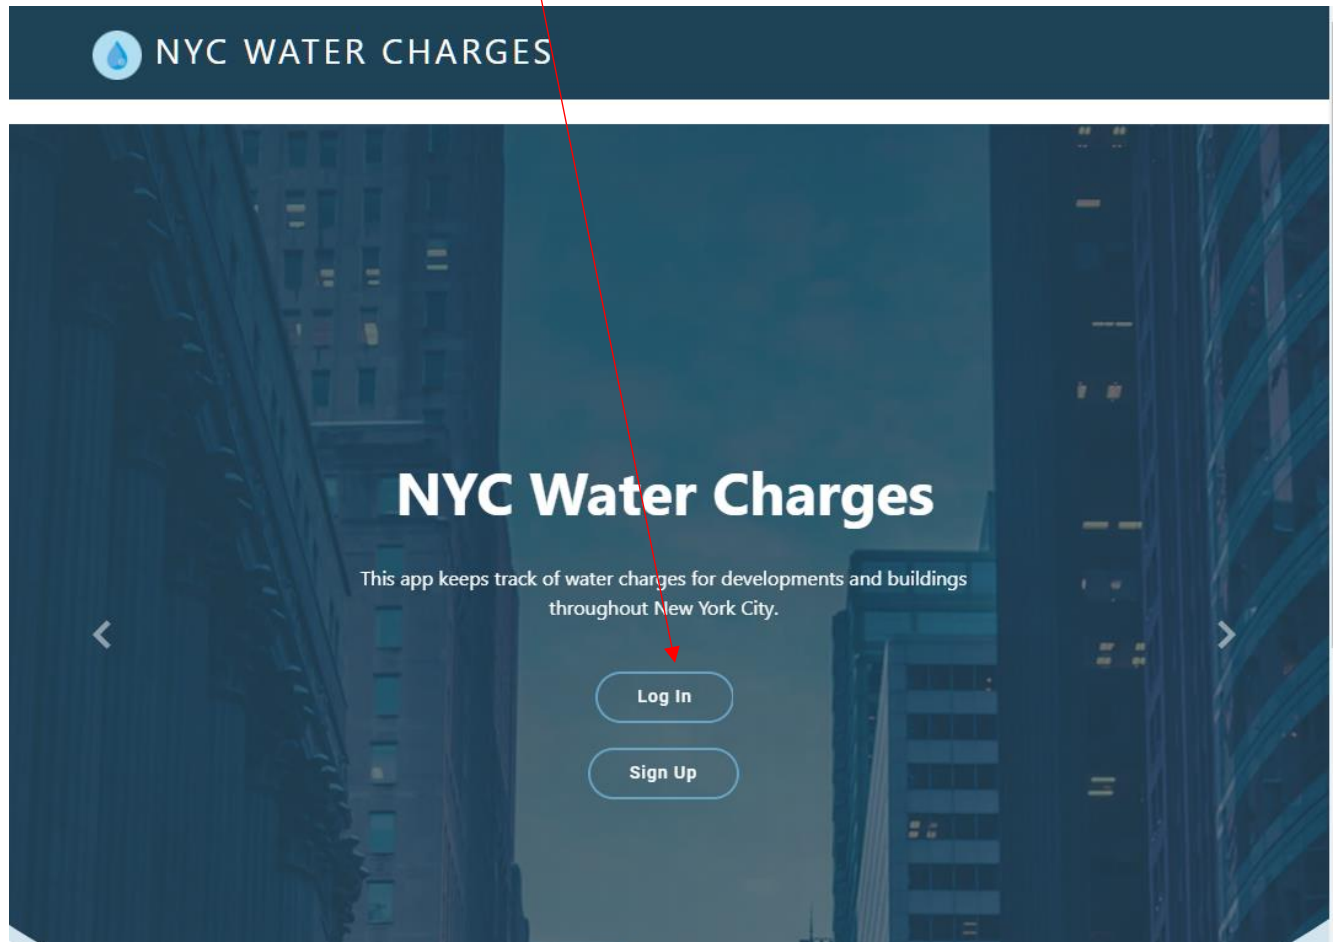 NYC WATER CHARGES
NYC Water Charges
This app keeps track of water charges for developments and buildings
throughout New York City.
Log In
Sign Up